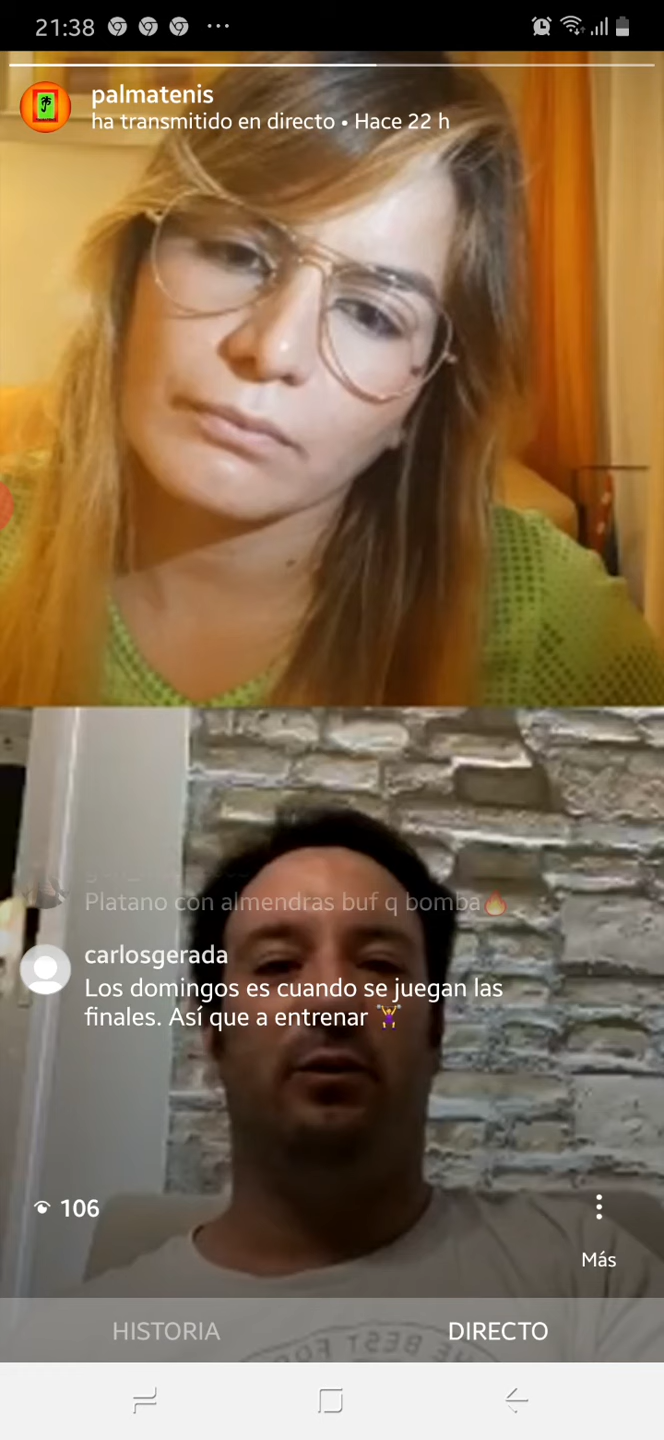 21:38
palmatenis
ha transmitido en directo • Hace 22 h
Platano con almendras buf q bomba🔥
carlosgerada
Los domingos es cuando se juegan las
finales. Así que a entrenar 🏋️‍♀️
106
Más
HISTORIA
DIRECTO
BEST